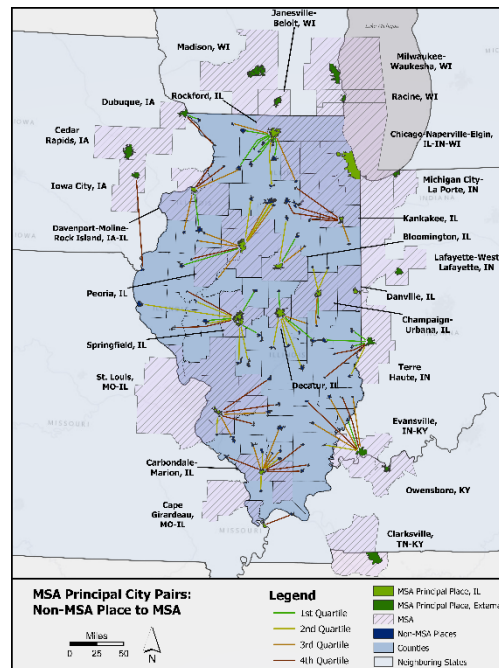 Janesville-
Beloit, WI
Madison, WI
Milwaukee-
Waukesha, WI
Rockford, IL
Racine, WI
Dubuque, IA
Cedar
Rapids, IA
Chicago-Naperville-Elgin,
IL-IN-WI
Iowa City, IA
Michigan City-
La Porte, IN
INDIANA
Davenport-Moline-
Rock Island, IA-IL
Kankakee, IL
Bloomington, IL
Lafayette-West
Lafayette, IN
Peoria, IL
Danville, IL
Champaign-
Urbana, IL
Springfield, IL
St. Louis,
MO-IL
Decatur, IL
Terre
Haute, IN
MISSOURI
Evansville,
IN-KY
Carbondale-
Marion, IL
Owensboro, KY
Cape
Girardeau,
MO-IL
MISSOURI
Clarksville,
TN-KY
MSA Principal City Pairs:
Non-MSA Place to MSA
Miles
0 25 50
N
Legend
1st Quartile
2nd Quartile
3rd Quartile
4th Quartile
MSA Principal Place, IL
MSA Principal Place, External
MSA
Non-MSA Places
Counties
Neighboring States